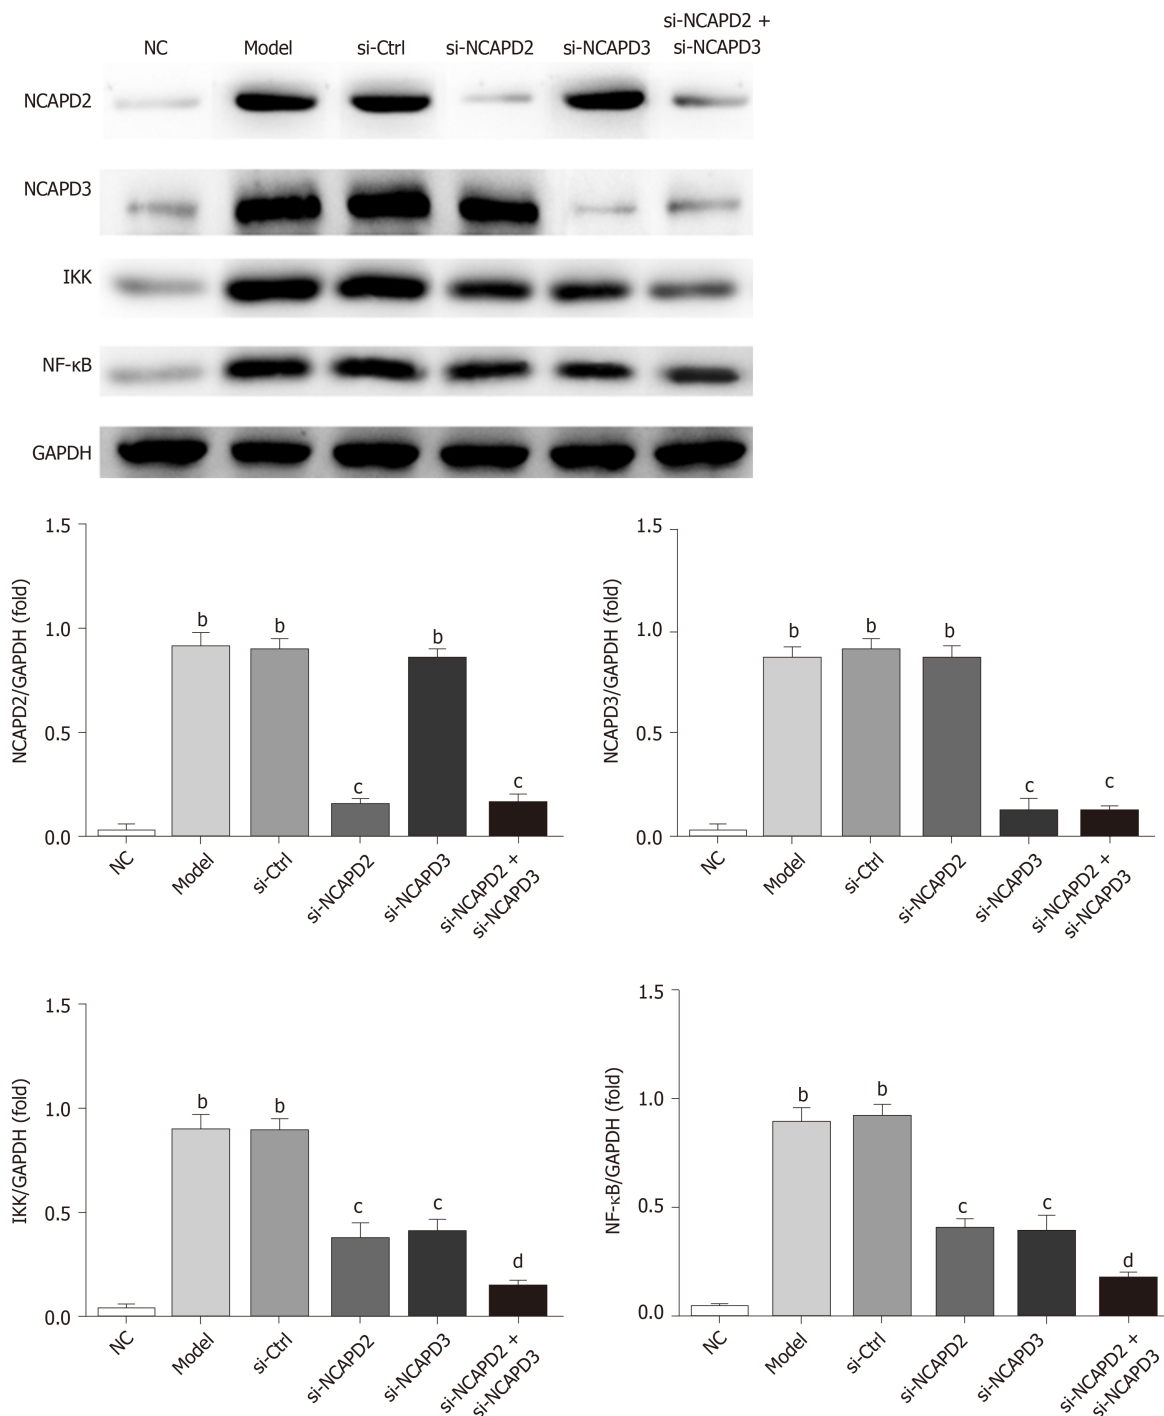 si-NCAPD2 +
NC Model si-Ctrl si-NCAPD2 si-NCAPD3 si-NCAPD3
NCAPD2
NCAPD3
IKK
NF-κB
GAPDH
NCAPD2/GAPDH (fold)
1.5
1.0
0.5
0.0
b
b
c
b
c
NC
Model
si-Ctrl
si-NCAPD2
si-NCAPD3
si-NCAPD2 +
si-NCAPD3
NCAPD3/GAPDH (fold)
1.5
1.0
0.5
0.0
b
b
b
c
c
NC
Model
si-Ctrl
si-NCAPD2
si-NCAPD3
si-NCAPD2 +
si-NCAPD3
IKK/GAPDH (fold)
1.5
1.0
0.5
0.0
b
b
c
c
d
NC
Model
si-Ctrl
si-NCAPD2
si-NCAPD3
si-NCAPD2 +
si-NCAPD3
NF-κB/GAPDH (fold)
1.5
1.0
0.5
0.0
b
b
c
c
d
NC
Model
si-Ctrl
si-NCAPD2
si-NCAPD3
si-NCAPD2 +
si-NCAPD3